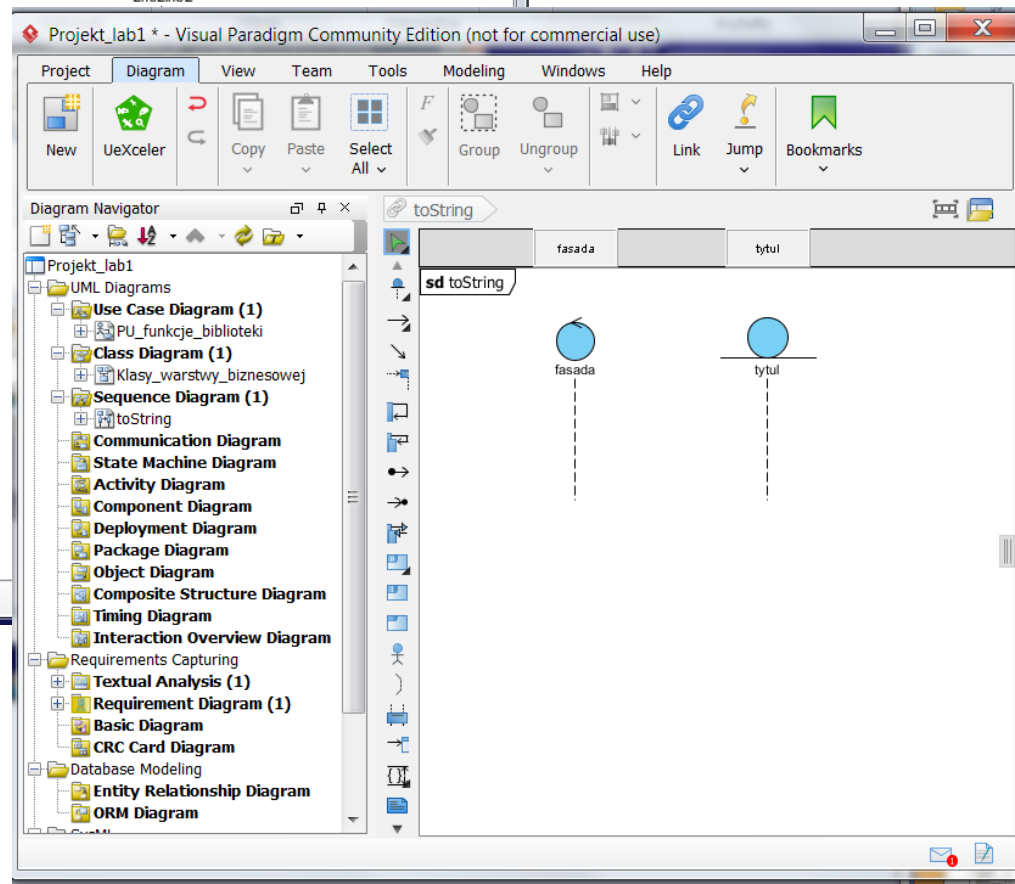 Projekt_lab1 * - Visual Paradigm Community Edition (not for commercial use)
Project Diagram View Team Tools Modeling Windows Help
F
New UeXceler Copy Paste Select All Group Ungroup Link Jump Bookmarks
Diagram Navigator
toString
Projekt_lab1
UML Diagrams
Use Case Diagram (1)
PU_funkcje_biblioteki
Class Diagram (1)
Klasy_warstwy_biznesowej
Sequence Diagram (1)
toString
Communication Diagram
State Machine Diagram
Activity Diagram
Component Diagram
Deployment Diagram
Package Diagram
Object Diagram
Composite Structure Diagram
Timing Diagram
Interaction Overview Diagram
Requirements Capturing
Textual Analysis (1)
Requirement Diagram (1)
Basic Diagram
CRC Card Diagram
Database Modeling
Entity Relationship Diagram
ORM Diagram
fasada tytul
sd toString
fasada tytul
1